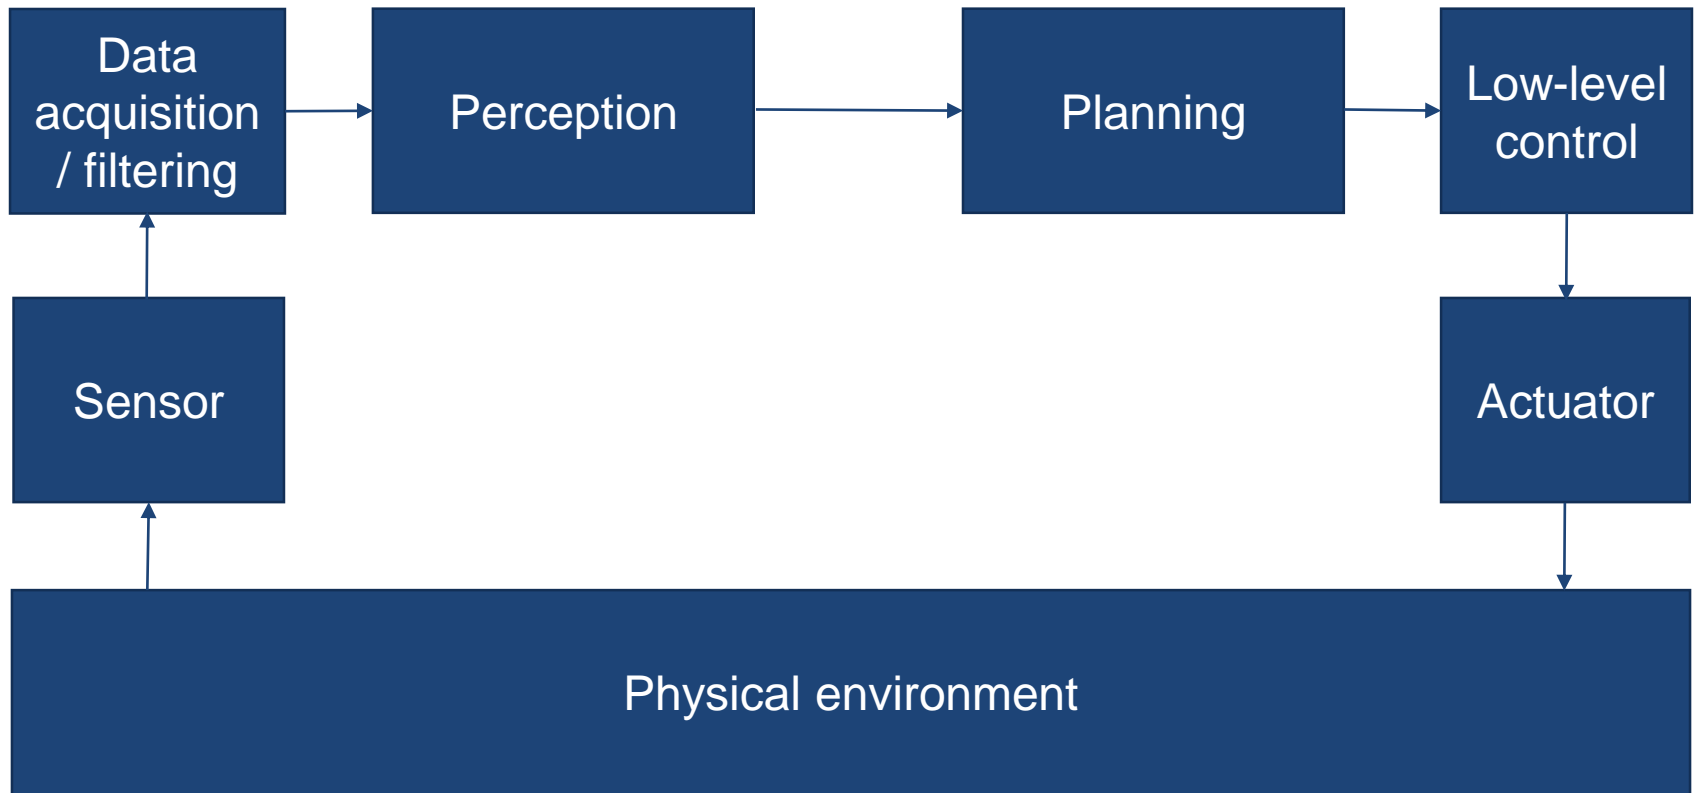 Data
acquisition
/ filtering
Perception
Planning
Low-level
control
Sensor
Actuator
Physical environment